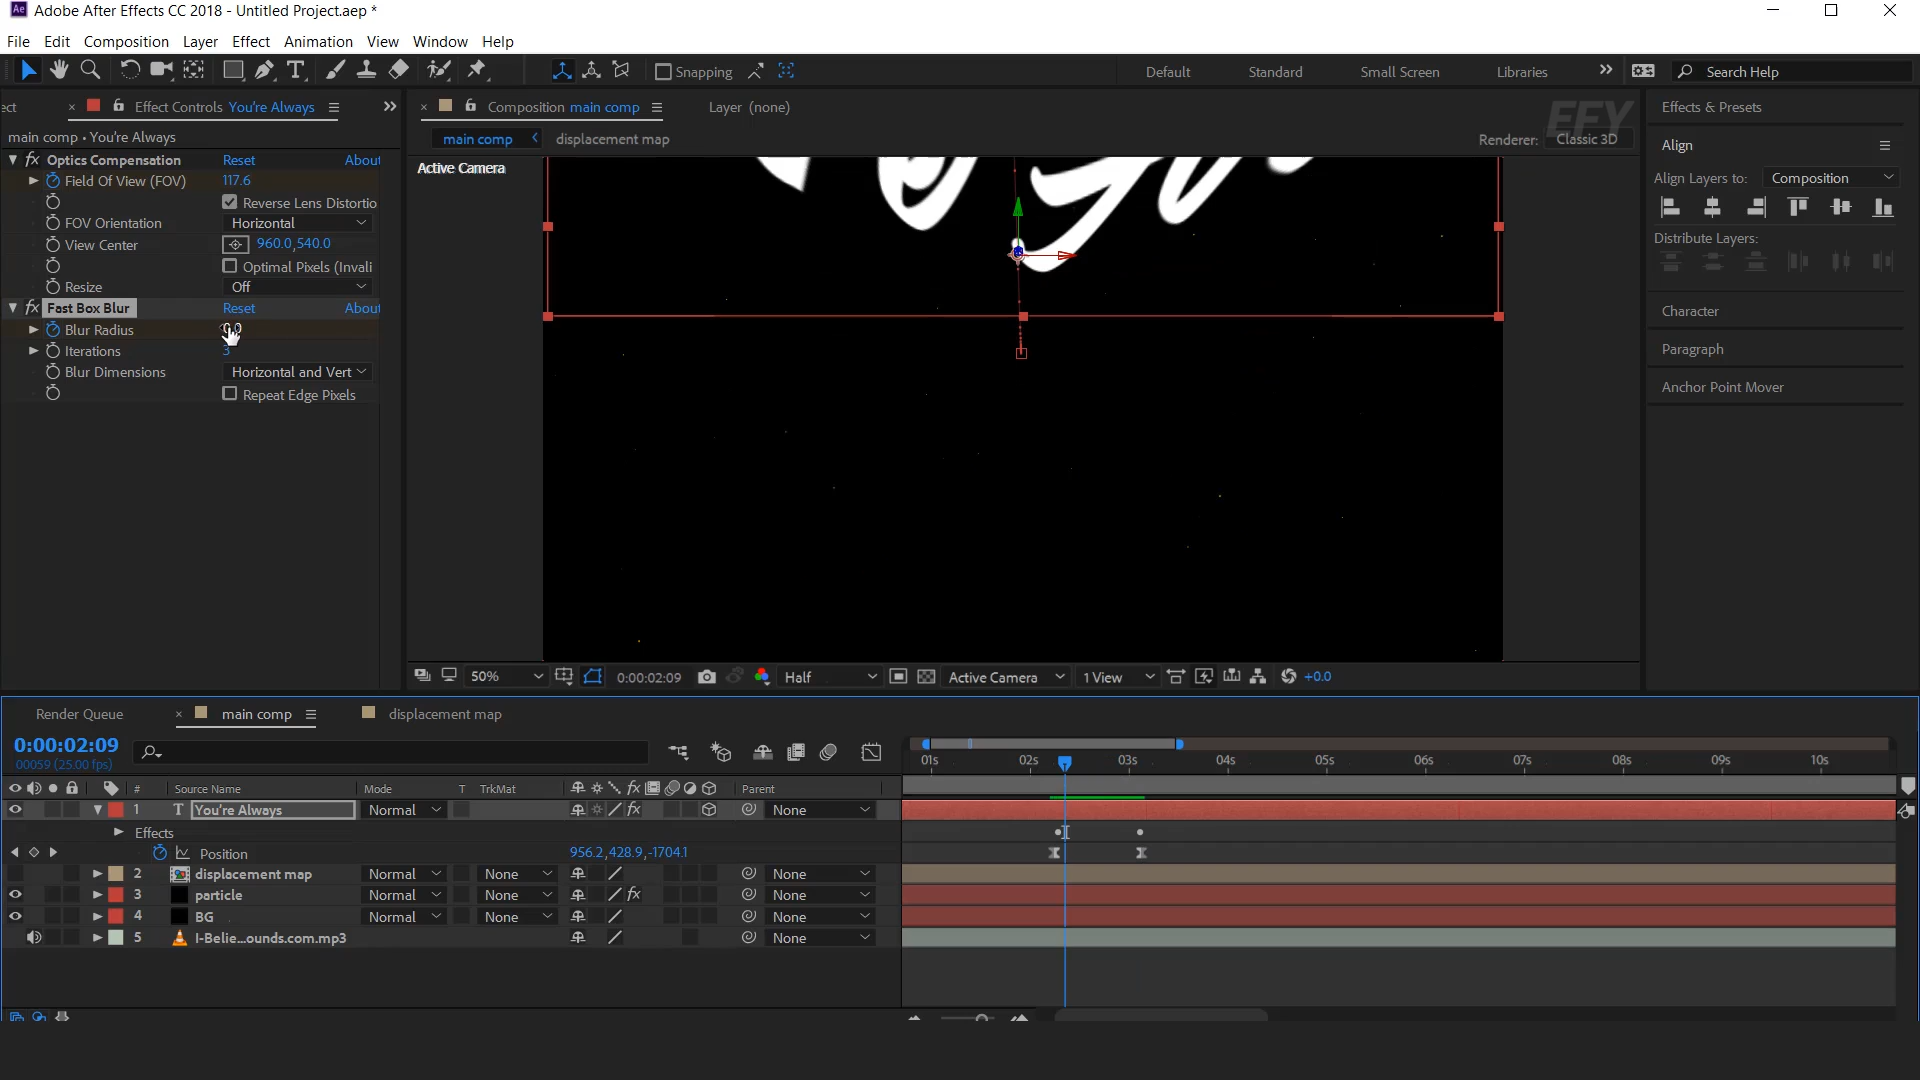 Ae Adobe After Effects CC 2018 - Untitled Project.aep *
File Edit Composition Layer Effect Animation View Window Help
Snapping Default Standard Small Screen Libraries Search Help
ect Effect Controls You're Always Composition main comp Layer (none) Effects & Presets
main comp • You're Always main comp displacement map Renderer: Classic 3D
EFY
Optics Compensation Reset About
Active Camera
Field Of View (FOV) 117.6
Reverse Lens Distortio
FOV Orientation Horizontal
View Center 960.0,540.0
Optimal Pixels (Invali
Resize Off
Fast Box Blur Reset About
Blur Radius 0.0
Iterations 3
Blur Dimensions Horizontal and Vert
Repeat Edge Pixels
Align
Align Layers to: Composition
Distribute Layers:
Character
Paragraph
Anchor Point Mover
50% 0:00:02:09 Half Active Camera 1 View +0.0
Render Queue main comp displacement map
0:00:02:09
00059 (25.00 fps)
01s 02s 03s 04s 05s 06s 07s 08s 09s 10s
# Source Name Mode T TrkMat Parent
1 T You're Always Normal None
Effects
Position 956.2,428.9,-1704.1
2 displacement map Normal None None
3 particle Normal None None
4 BG Normal None None
5 I-Belie...ounds.com.mp3 None